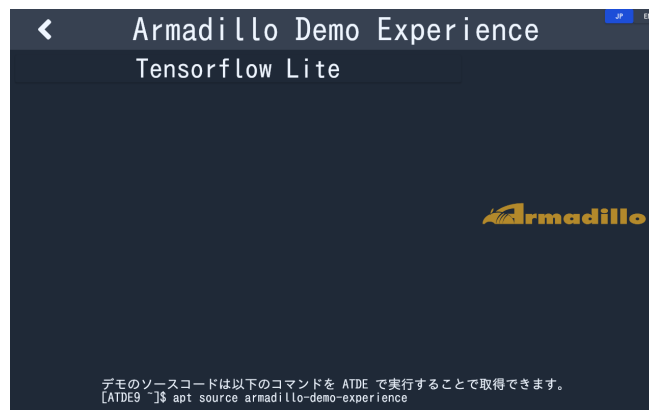 Armadillo Demo Experience
JP
Tensorflow Lite
Armadillo
デモのソースコードは以下のコマンドを ATDE で実行することで取得できます。
[ATDE9 ~]$ apt source armadillo-demo-experience